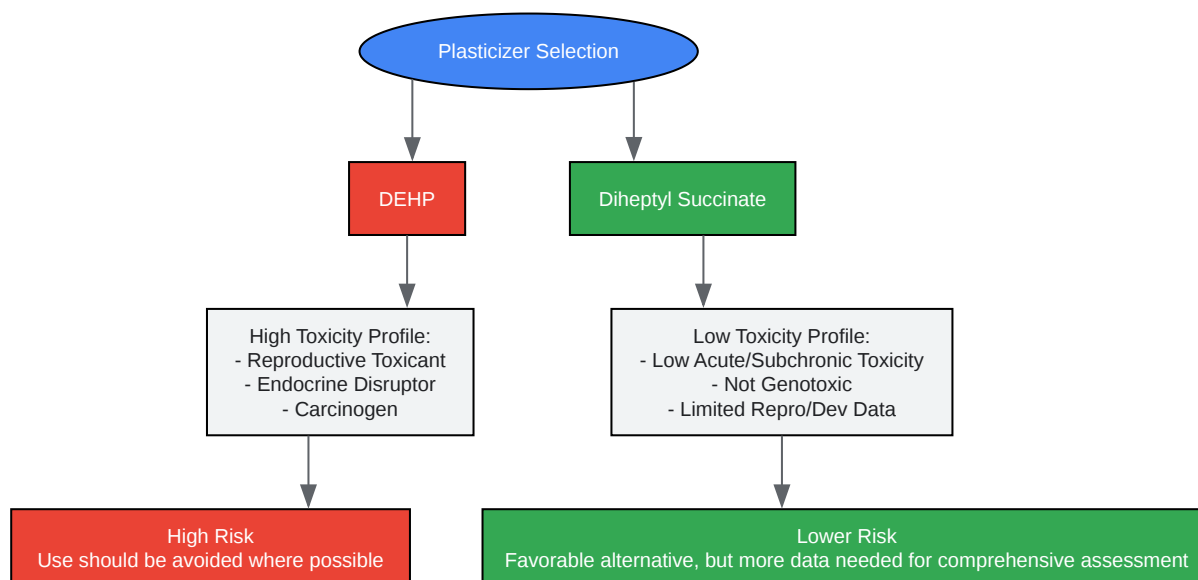 Plasticizer Selection
DEHP
Diheptyl Succinate
High Toxicity Profile:
- Reproductive Toxicant
- Endocrine Disruptor
- Carcinogen
Low Toxicity Profile:
- Low Acute/Subchronic Toxicity
- Not Genotoxic
- Limited Repro/Dev Data
High Risk
Use should be avoided where possible
Lower Risk
Favorable alternative, but more data needed for comprehensive assessment